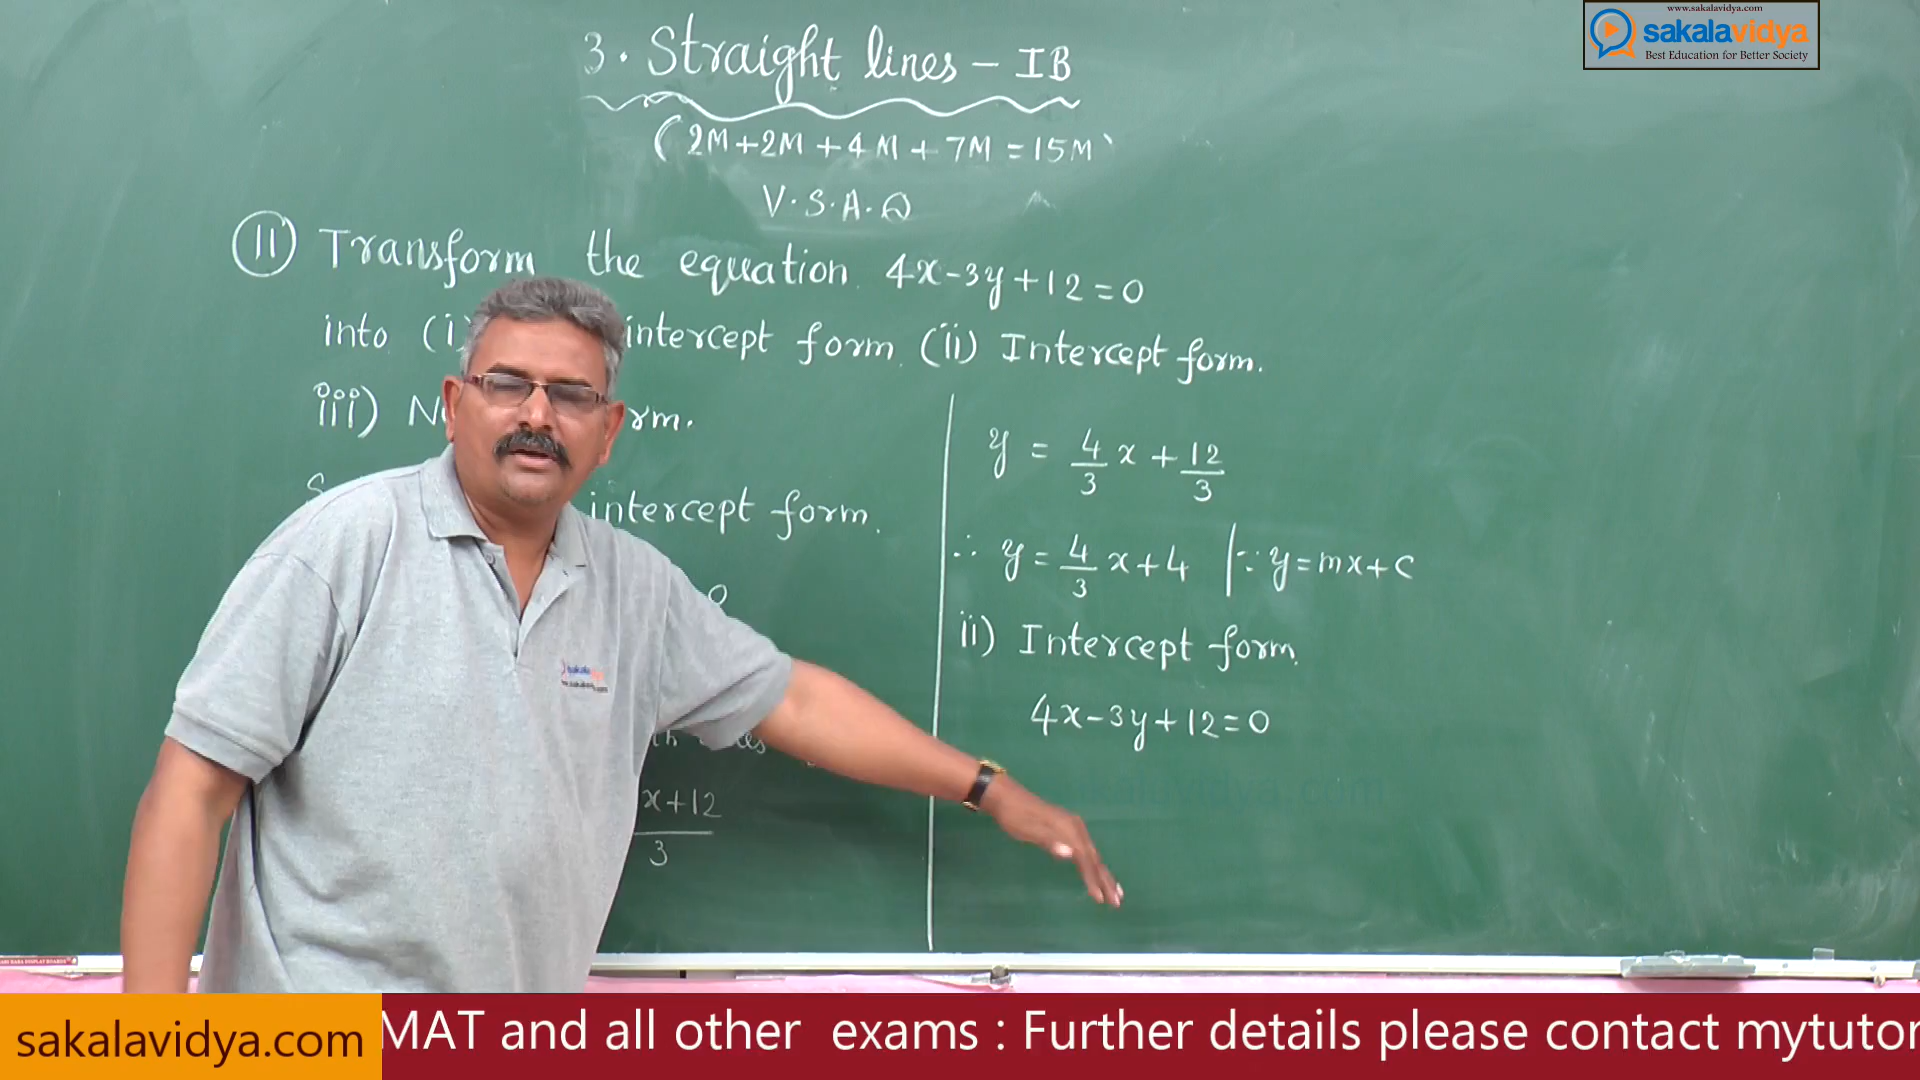 www.sakalavidya.com
sakalavidya
Best Education for Better Society
3. Straight lines - IB
(2M+2M+4M+7M=15M)
V.S.A.Q
11 Transform the equation 4x-3y+12=0
into (i) intercept form (ii) Intercept form.
iii) N rm.
intercept form.
0
x+12
3
y = 4/3 x + 12/3
∴ y = 4/3 x+4 | ∵ y=mx+c
ii) Intercept form.
4x-3y+12=0
sakalavidya.com
MAT and all other exams : Further details please contact mytutor